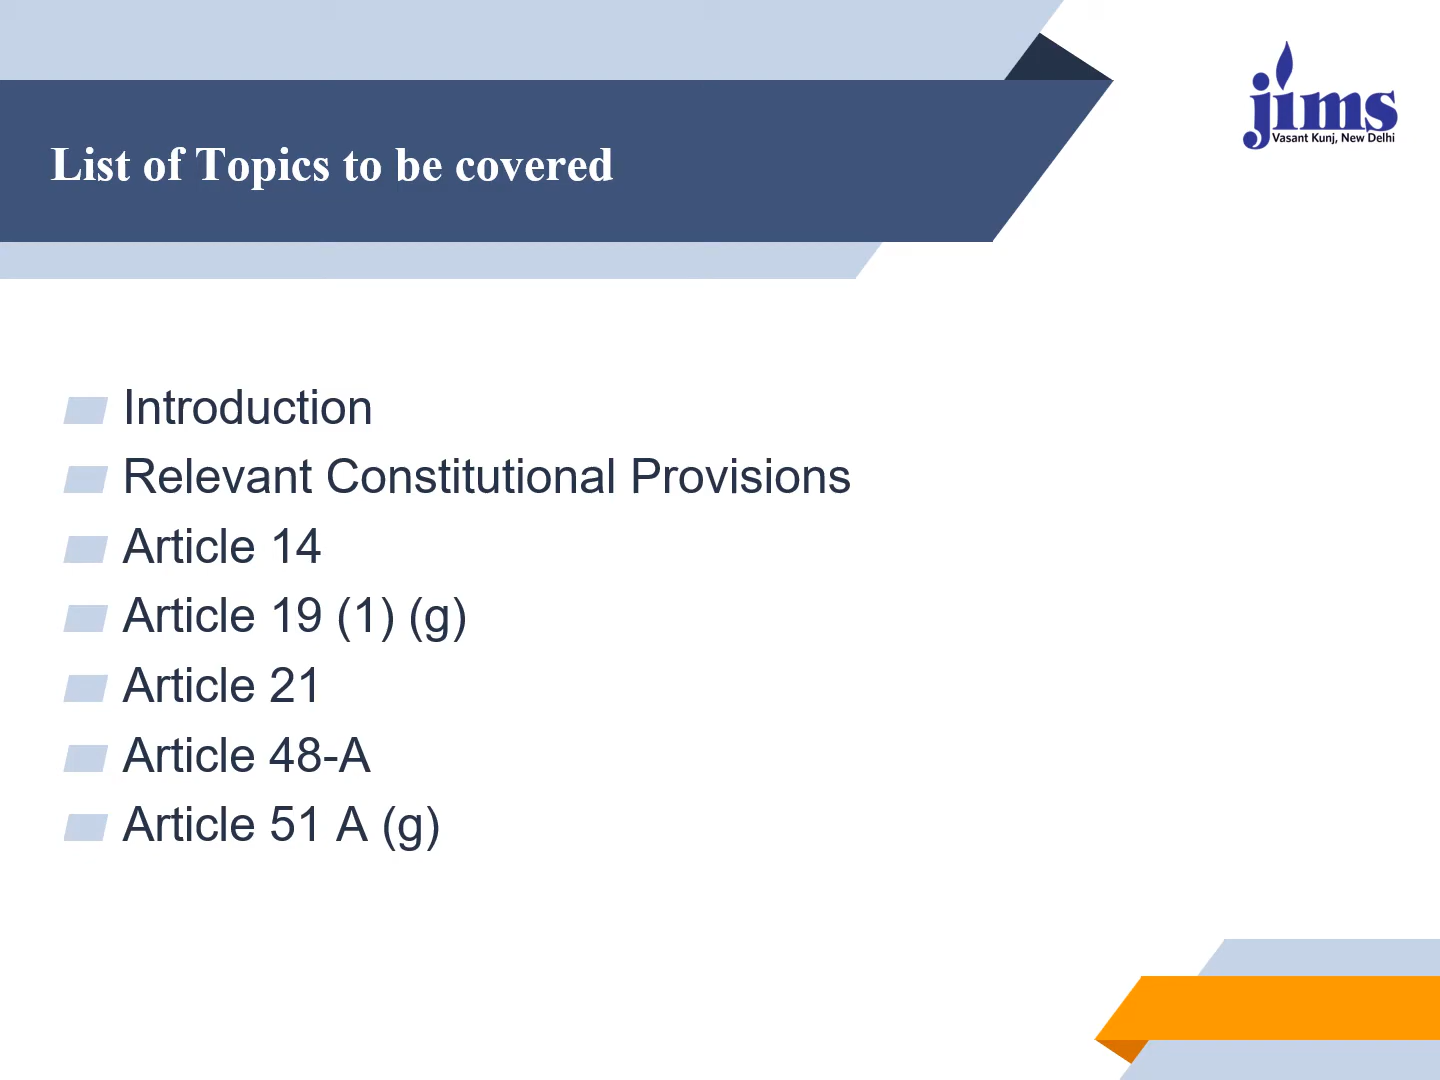 jims
Vasant Kunj, New Delhi
List of Topics to be covered
Introduction
Relevant Constitutional Provisions
Article 14
Article 19 (1) (g)
Article 21
Article 48-A
Article 51 A (g)